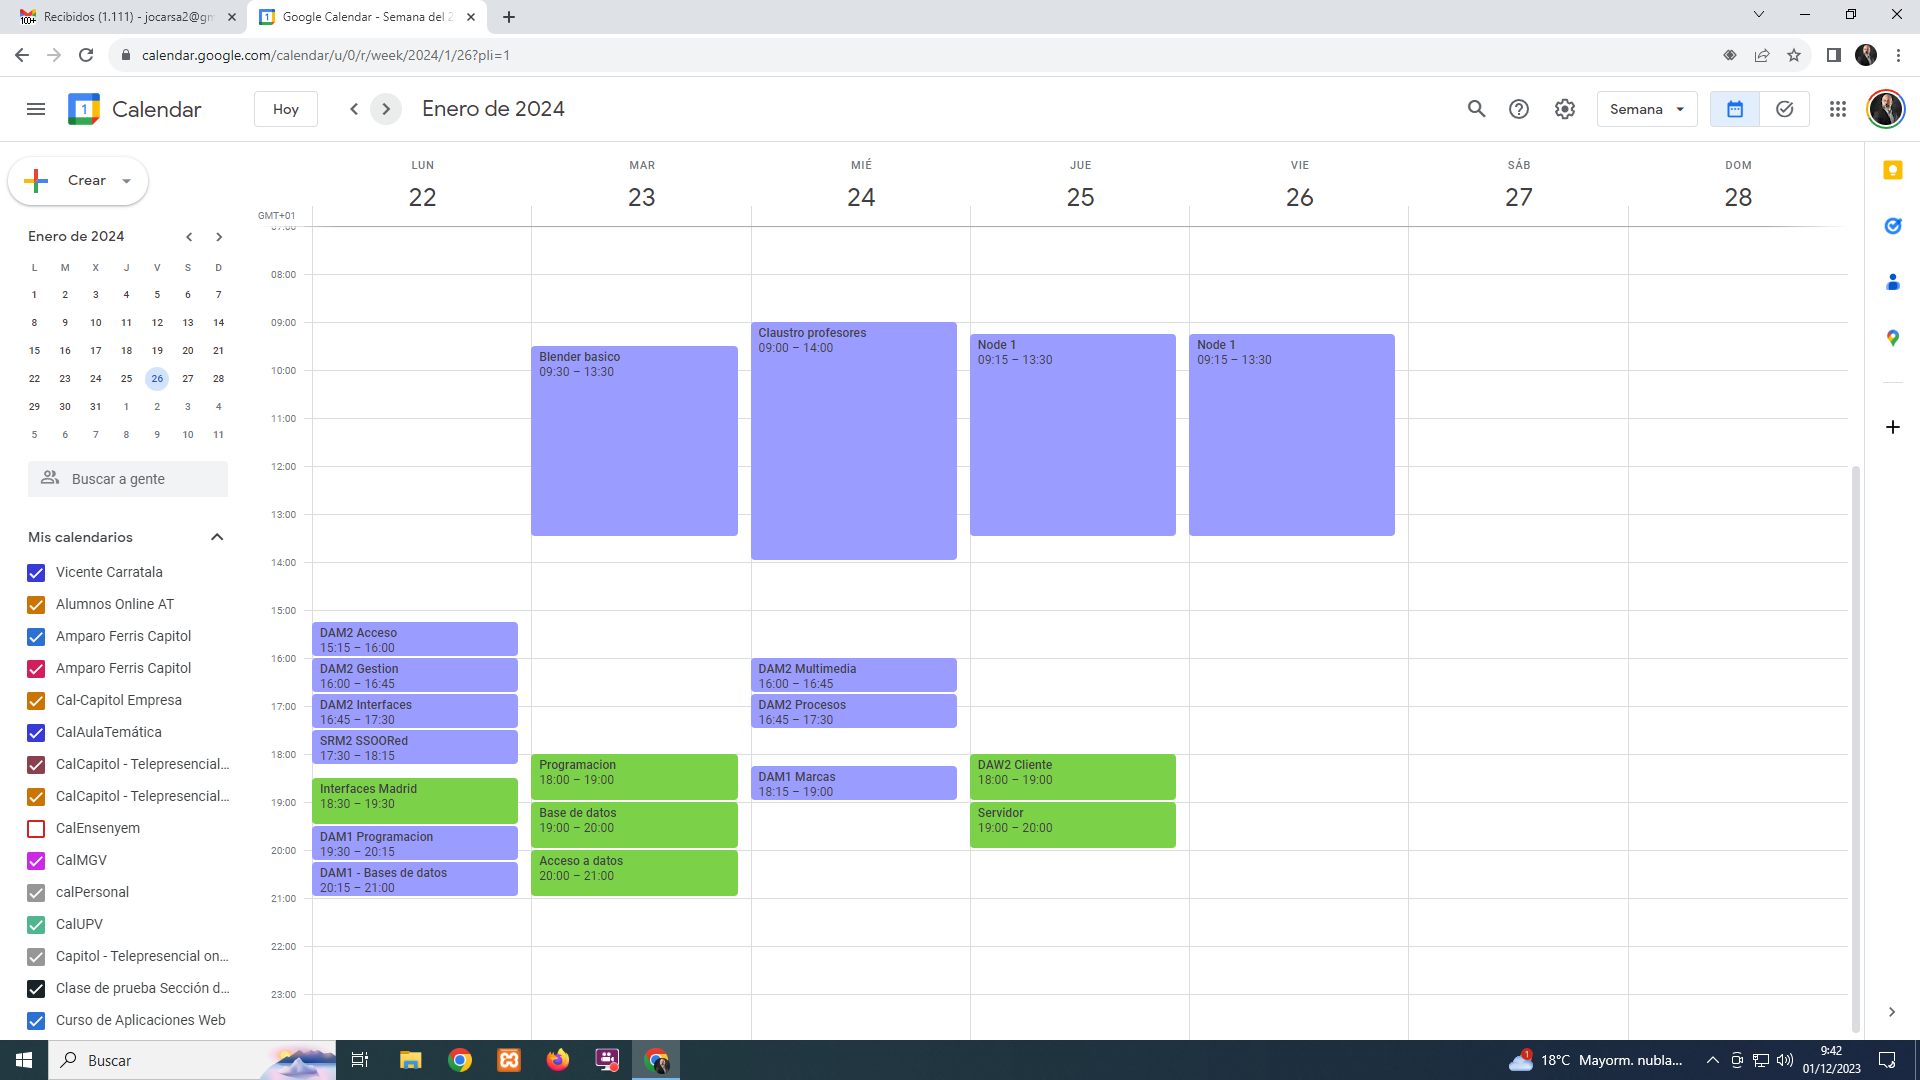 Recibidos (1.111) - jocarsa2@gm
Google Calendar - Semana del 2
calendar.google.com/calendar/u/0/r/week/2024/1/26?pli=1
Calendar
Hoy
Enero de 2024
Semana
Crear
Enero de 2024
L M X J V S D
1 2 3 4 5 6 7
8 9 10 11 12 13 14
15 16 17 18 19 20 21
22 23 24 25 26 27 28
29 30 31 1 2 3 4
5 6 7 8 9 10 11
Buscar a gente
Mis calendarios
Vicente Carratala
Alumnos Online AT
Amparo Ferris Capitol
Amparo Ferris Capitol
Cal-Capitol Empresa
CalAulaTemática
CalCapitol - Telepresencial...
CalCapitol - Telepresencial...
CalEnsenyem
CalMGV
calPersonal
CalUPV
Capitol - Telepresencial on...
Clase de prueba Sección d...
Curso de Aplicaciones Web
LUN MAR MIÉ JUE VIE SÁB DOM
22 23 24 25 26 27 28
GMT+01
07:00
08:00
09:00
10:00
11:00
12:00
13:00
14:00
15:00
16:00
17:00
18:00
19:00
20:00
21:00
22:00
23:00
DAM2 Acceso
15:15 – 16:00
DAM2 Gestion
16:00 – 16:45
DAM2 Interfaces
16:45 – 17:30
SRM2 SSOORed
17:30 – 18:15
Interfaces Madrid
18:30 – 19:30
DAM1 Programacion
19:30 – 20:15
DAM1 - Bases de datos
20:15 – 21:00
Blender basico
09:30 – 13:30
Programacion
18:00 – 19:00
Base de datos
19:00 – 20:00
Acceso a datos
20:00 – 21:00
Claustro profesores
09:00 – 14:00
DAM2 Multimedia
16:00 – 16:45
DAM2 Procesos
16:45 – 17:30
DAM1 Marcas
18:15 – 19:00
Node 1
09:15 – 13:30
DAW2 Cliente
18:00 – 19:00
Servidor
19:00 – 20:00
Node 1
09:15 – 13:30
Buscar
18°C Mayorm. nubla...
9:42
01/12/2023